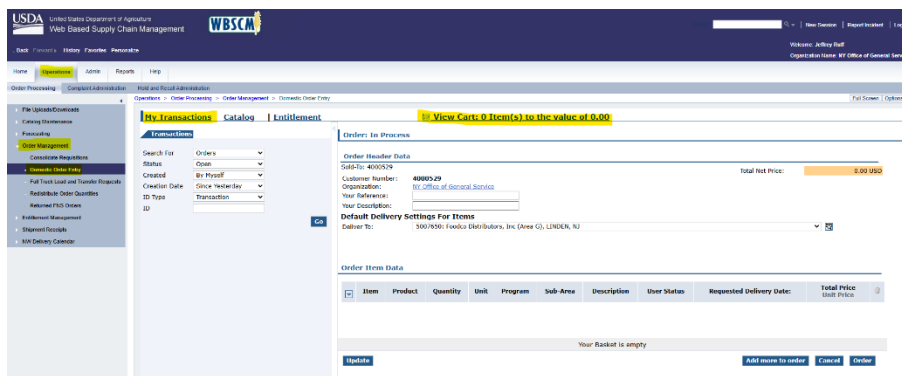 USDA United States Department of Agriculture
Web Based Supply Chain Management
WBSCM
New Session | Report Incident | Log
Back Forward History Favorites Personalize
Welcome: Jeffrey Ruff
Organization Name: NY Office of General Serv
Home Operations Admin Reports Help
Order Processing Complaint Administration Hold and Recall Administration
Operations > Order Processing > Order Management > Domestic Order Entry
Full Screen | Options
File Uploads/Downloads
Catalog Maintenance
Forecasting
Order Management
Consolidate Requisitions
Domestic Order Entry
Full Truck Load and Transfer Requests
Redistribute Order Quantities
Returned FNS Orders
Entitlement Management
Shipment Receipts
NW Delivery Calendar
My Transactions Catalog | Entitlement
View Cart: 0 Item(s) to the value of 0.00
Transactions
Search For Orders
Status Open
Created By Myself
Creation Date Since Yesterday
ID Type Transaction
ID
Go
Order: In Process
Order Header Data
Sold-To: 4000529
Customer Number: 4000529
Organization: NY Office of General Service
Your Reference:
Your Description:
Total Net Price: 0.00 USD
Default Delivery Settings For Items
Deliver To: 5007650: Foodco Distributors, Inc (Area G), LINDEN, NJ
Order Item Data
Item Product Quantity Unit Program Sub-Area Description User Status Requested Delivery Date: Total Price
Unit Price
Your Basket is empty
Update Add more to order Cancel Order